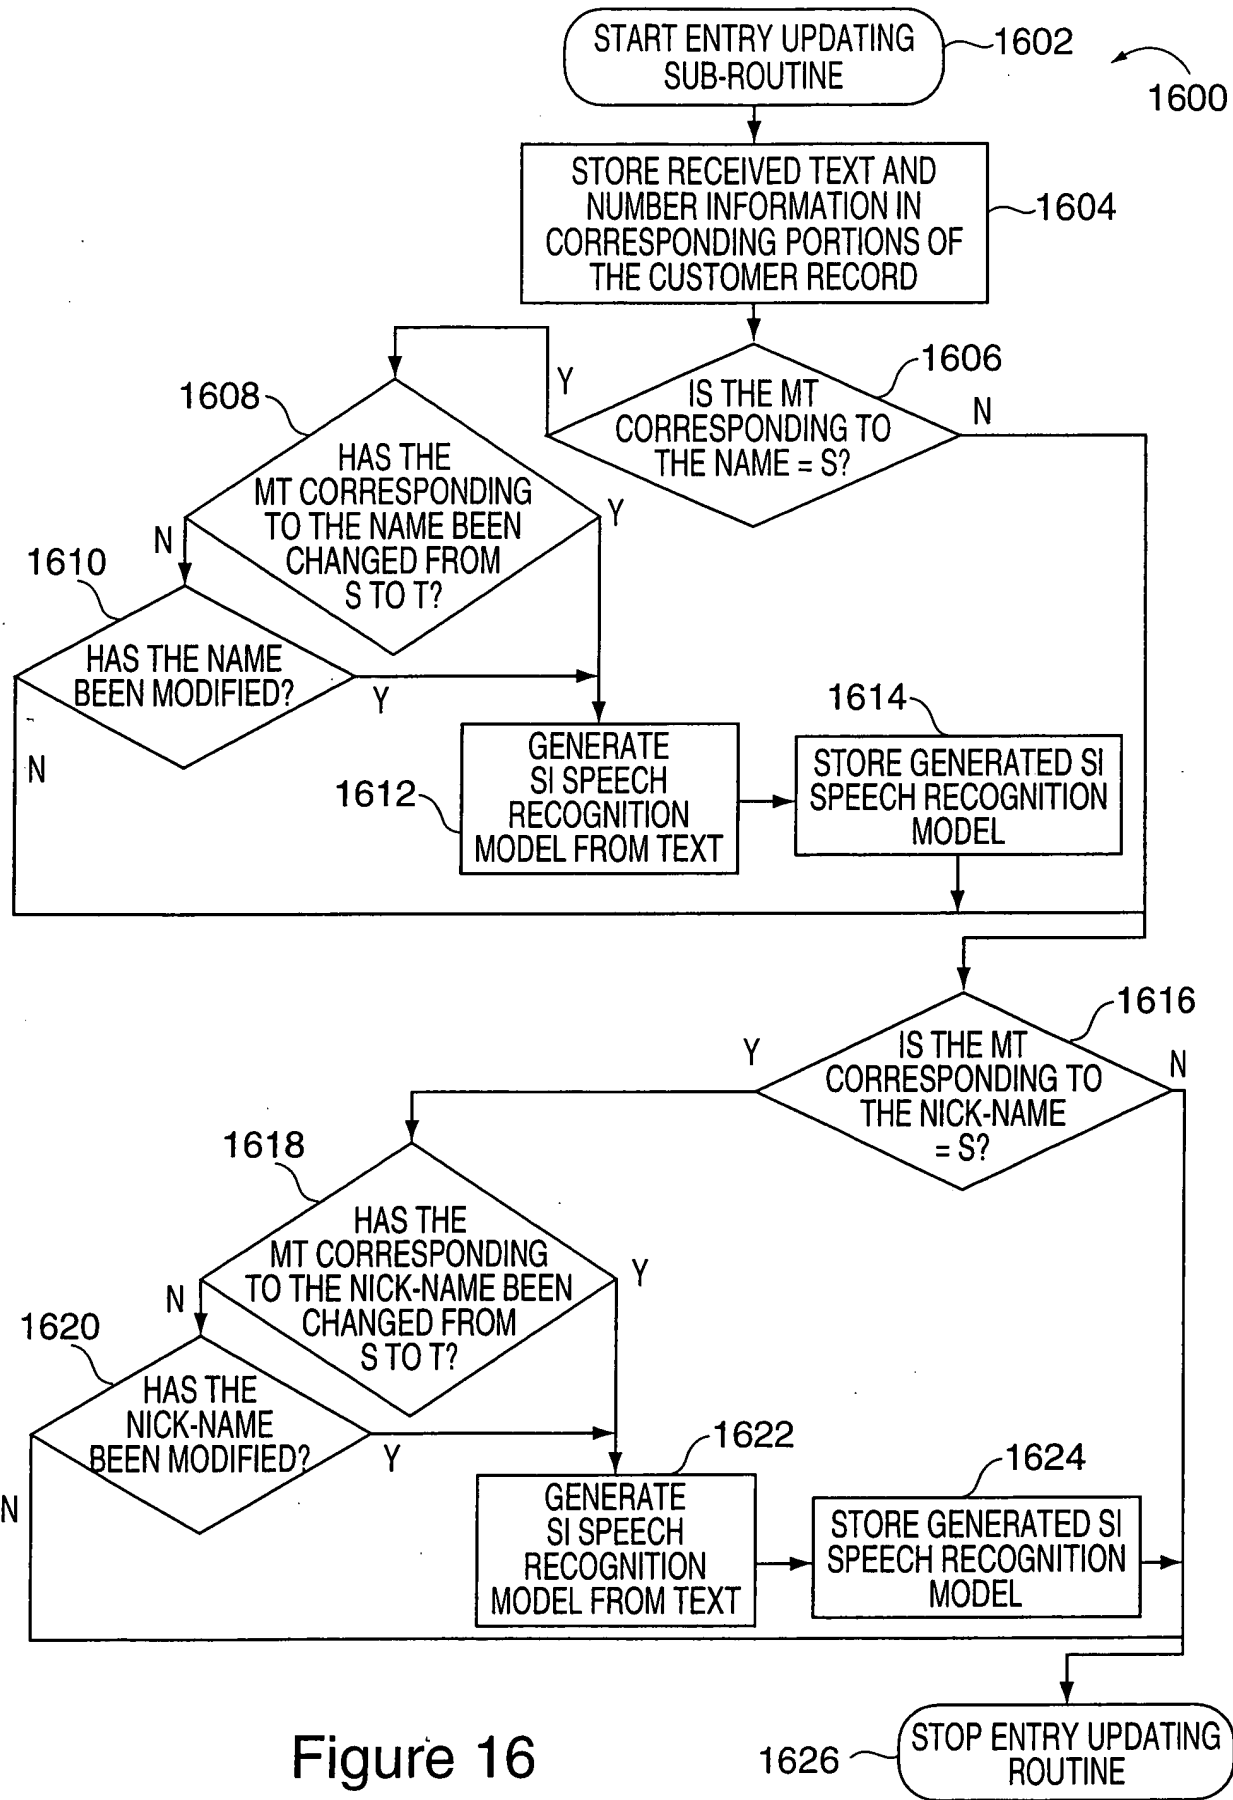 START ENTRY UPDATING
SUB-ROUTINE
1602
1600
STORE RECEIVED TEXT AND
NUMBER INFORMATION IN
CORRESPONDING PORTIONS OF
THE CUSTOMER RECORD
1604
1606
IS THE MT
CORRESPONDING TO
THE NAME = S?
Y
N
1608
HAS THE
MT CORRESPONDING
TO THE NAME BEEN
CHANGED FROM
S TO T?
N
Y
1610
HAS THE NAME
BEEN MODIFIED?
Y
N
1612
GENERATE
SI SPEECH
RECOGNITION
MODEL FROM TEXT
1614
STORE GENERATED SI
SPEECH RECOGNITION
MODEL
1616
IS THE MT
CORRESPONDING TO
THE NICK-NAME
= S?
Y
N
1618
HAS THE
MT CORRESPONDING
TO THE NICK-NAME BEEN
CHANGED FROM
S TO T?
N
Y
1620
HAS THE
NICK-NAME
BEEN MODIFIED?
Y
N
1622
GENERATE
SI SPEECH
RECOGNITION
MODEL FROM TEXT
1624
STORE GENERATED SI
SPEECH RECOGNITION
MODEL
1626
STOP ENTRY UPDATING
ROUTINE
Figure 16